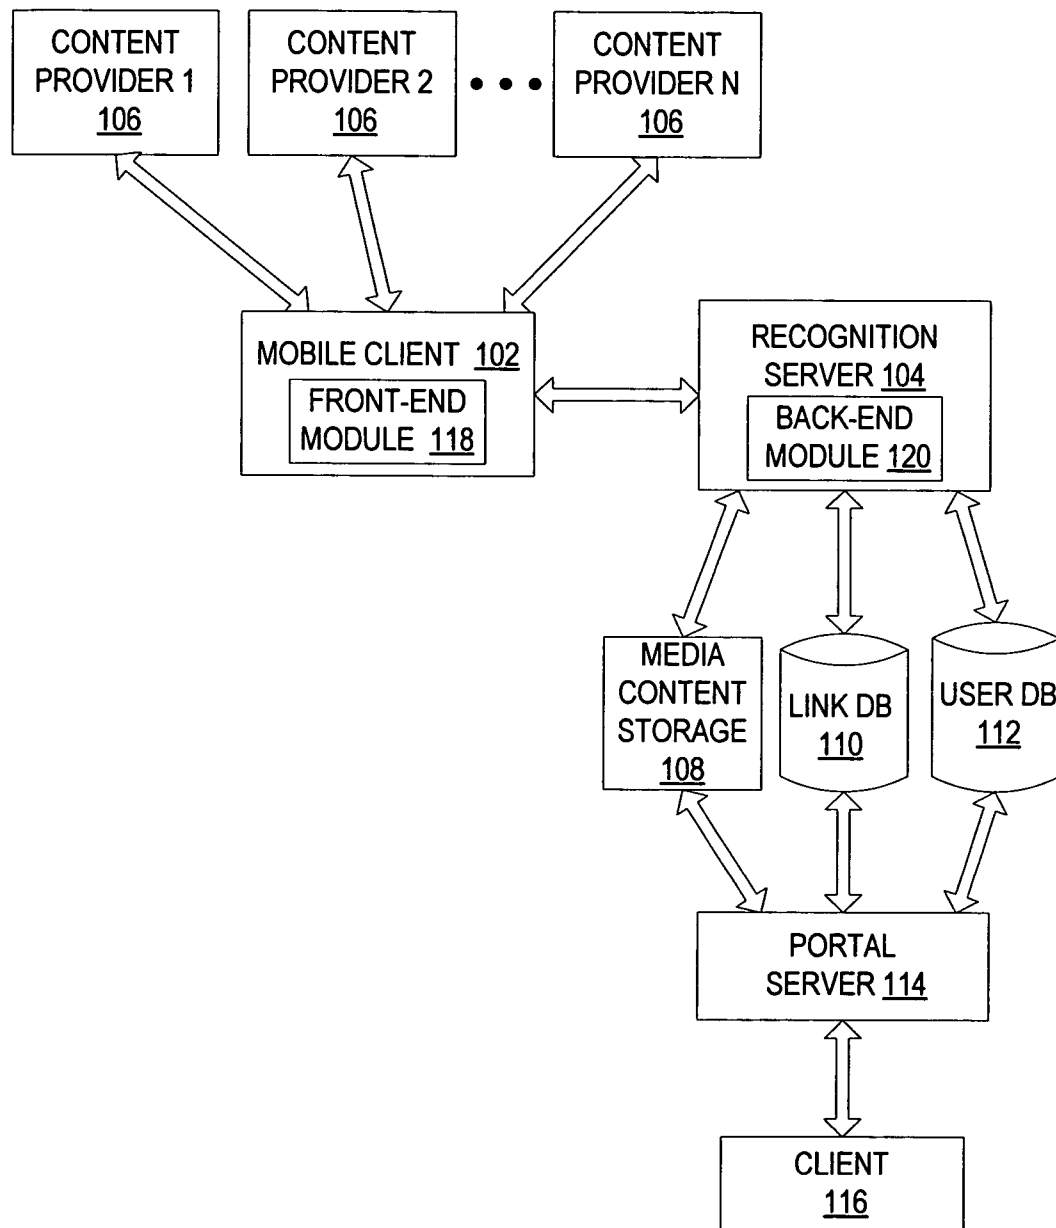 CONTENT
PROVIDER 1
106
CONTENT
PROVIDER 2
106
CONTENT
PROVIDER N
106
MOBILE CLIENT 102
FRONT-END
MODULE 118
RECOGNITION
SERVER 104
BACK-END
MODULE 120
MEDIA
CONTENT
STORAGE
108
LINK DB
110
USER DB
112
PORTAL
SERVER 114
CLIENT
116